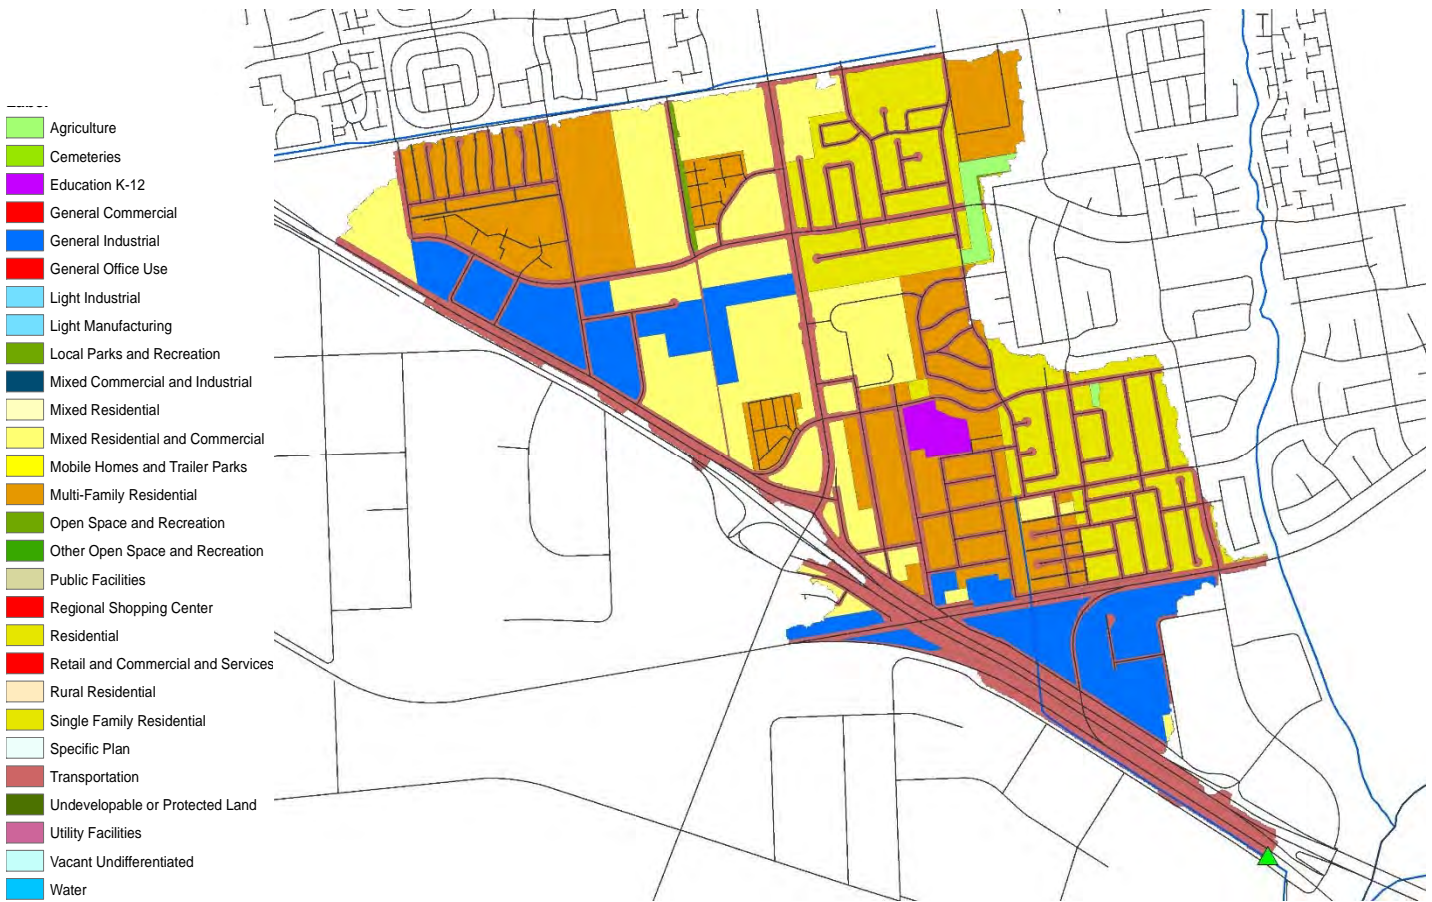 Agriculture
Cemeteries
Education K-12
General Commercial
General Industrial
General Office Use
Light Industrial
Light Manufacturing
Local Parks and Recreation
Mixed Commercial and Industrial
Mixed Residential
Mixed Residential and Commercial
Mobile Homes and Trailer Parks
Multi-Family Residential
Open Space and Recreation
Other Open Space and Recreation
Public Facilities
Regional Shopping Center
Residential
Retail and Commercial and Services
Rural Residential
Single Family Residential
Specific Plan
Transportation
Undevelopable or Protected Land
Utility Facilities
Vacant Undifferentiated
Water